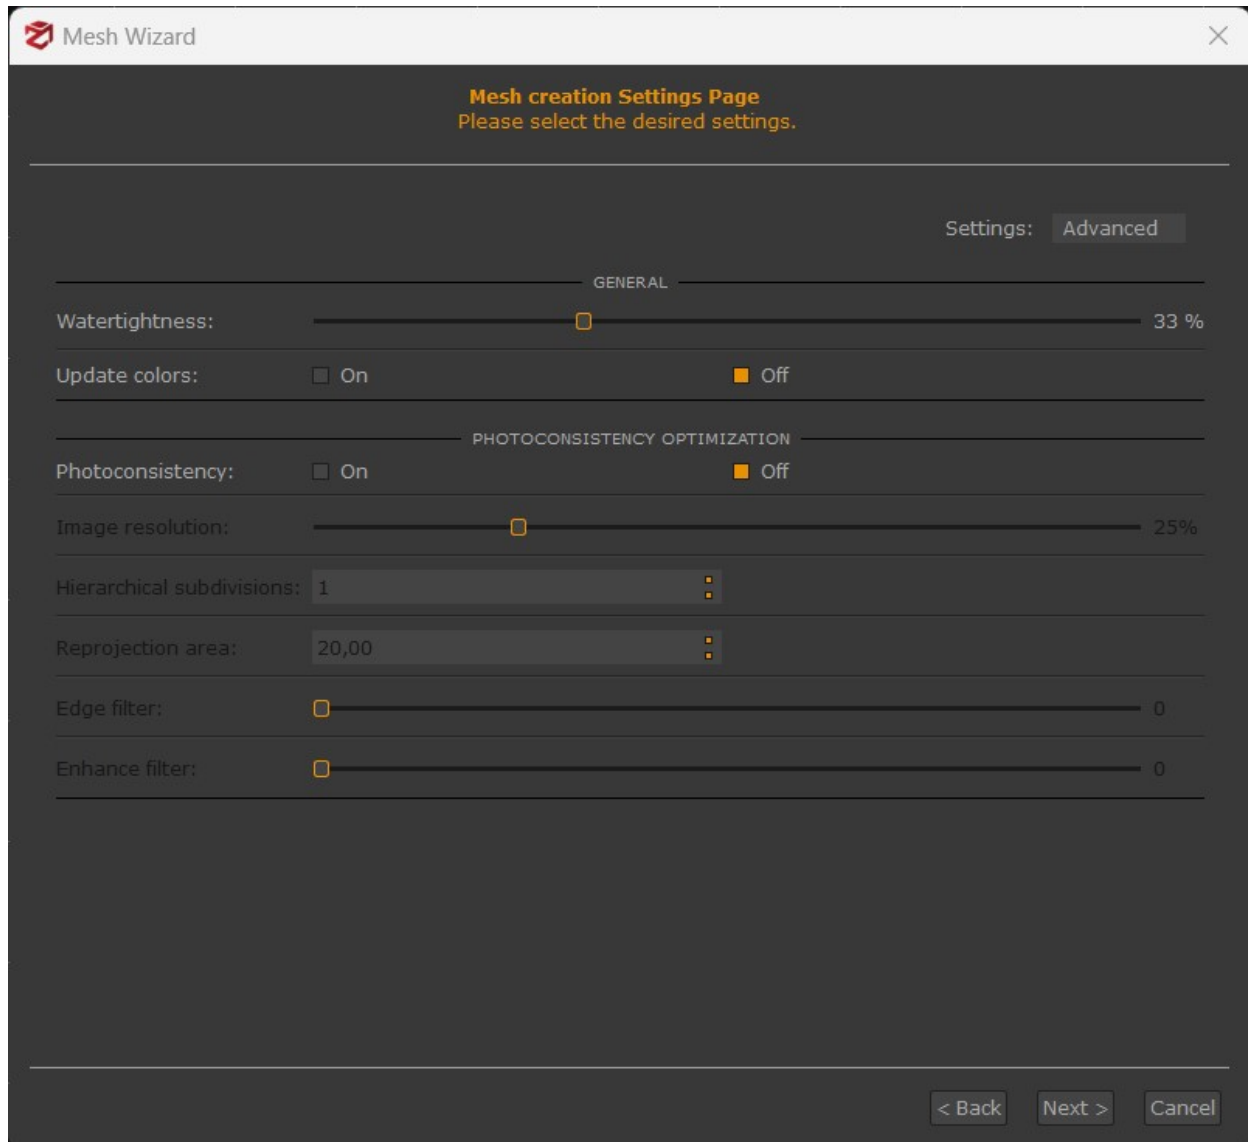 Mesh Wizard
Mesh creation Settings Page
Please select the desired settings.
Settings: Advanced
GENERAL
Watertightness: 33 %
Update colors: On Off
PHOTOCONSISTENCY OPTIMIZATION
Photoconsistency: On Off
Image resolution: 25%
Hierarchical subdivisions: 1
Reprojection area: 20,00
Edge filter: 0
Enhance filter: 0
< Back Next > Cancel